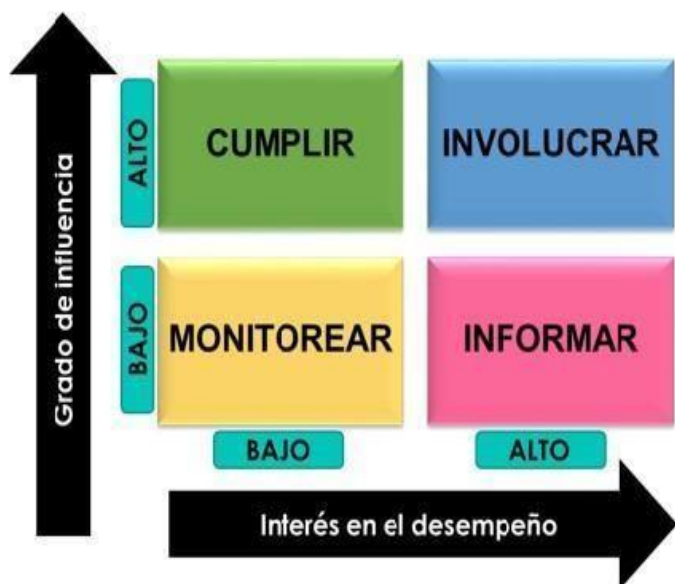 Grado de influencia
ALTO
CUMPLIR
INVOLUCRAR
BAJO
MONITOREAR
INFORMAR
BAJO
ALTO
Interés en el desempeño